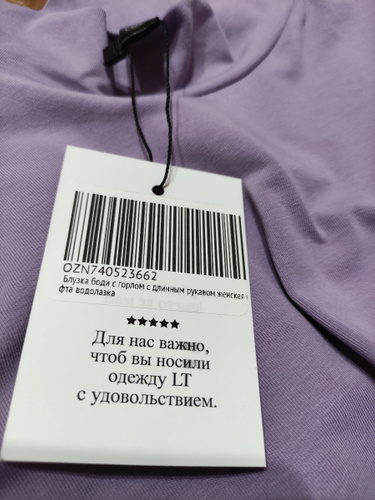 OZN740523662
Блузка боди с горлом с длинным рукавом женская
фта водолазка
★★★★★
Для нас важно,
чтоб вы носили
одежду LT
с удовольствием.